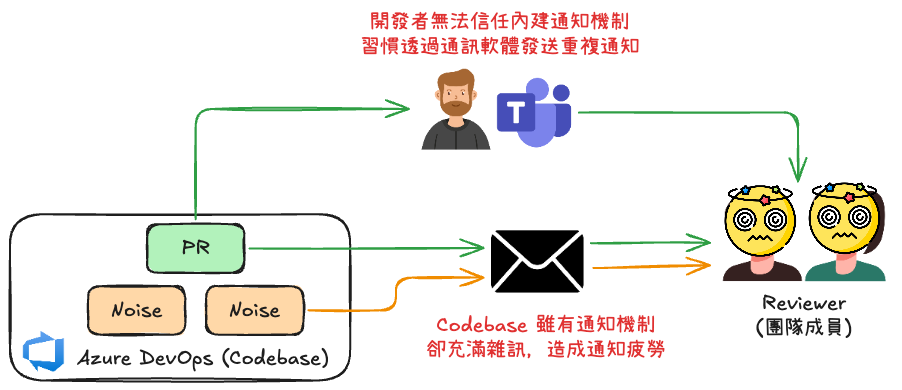 開發者無法信任內建通知機制
習慣透過通訊軟體發送重複通知
T
PR
Noise
Noise
Azure DevOps (Codebase)
Codebase 雖有通知機制
卻充滿雜訊，造成通知疲勞
Reviewer
(團隊成員)